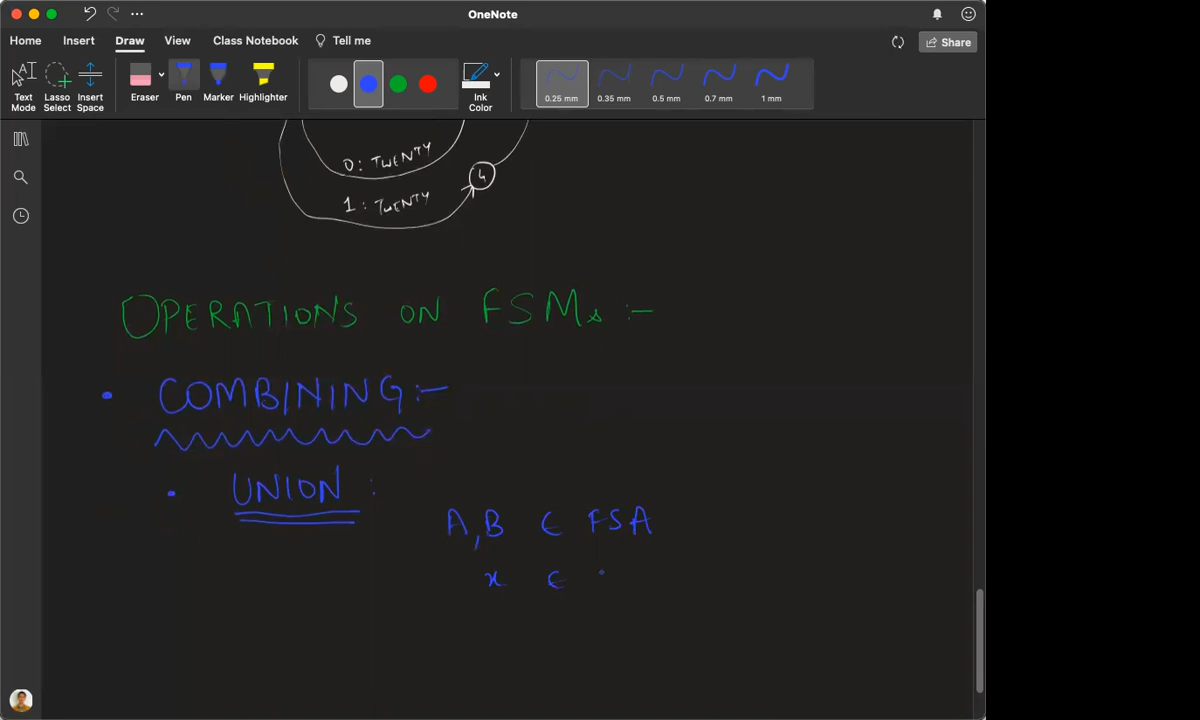 OneNote
Home Insert Draw View Class Notebook Tell me
Share
Text Mode
Lasso Select
Insert Space
Eraser
Pen
Marker
Highlighter
Ink Color
0.25 mm 0.35 mm 0.5 mm 0.7 mm 1 mm
0: TWENTY
4
1: TWENTY
OPERATIONS ON FSMs :-
• COMBINING :-
• UNION :
A, B ∈ FSA
x ∈